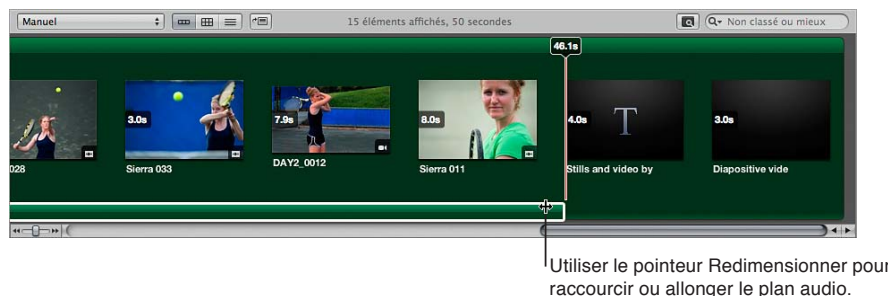 Manuel
15 éléments affichés, 50 secondes
Non classé ou mieux
46.1s
3.0s
7.9s
8.0s
4.0s
T
3.0s
028
Sierra 033
DAY2_0012
Sierra 011
Stills and video by
Diapositive vide
Utiliser le pointeur Redimensionner pour
raccourcir ou allonger le plan audio.